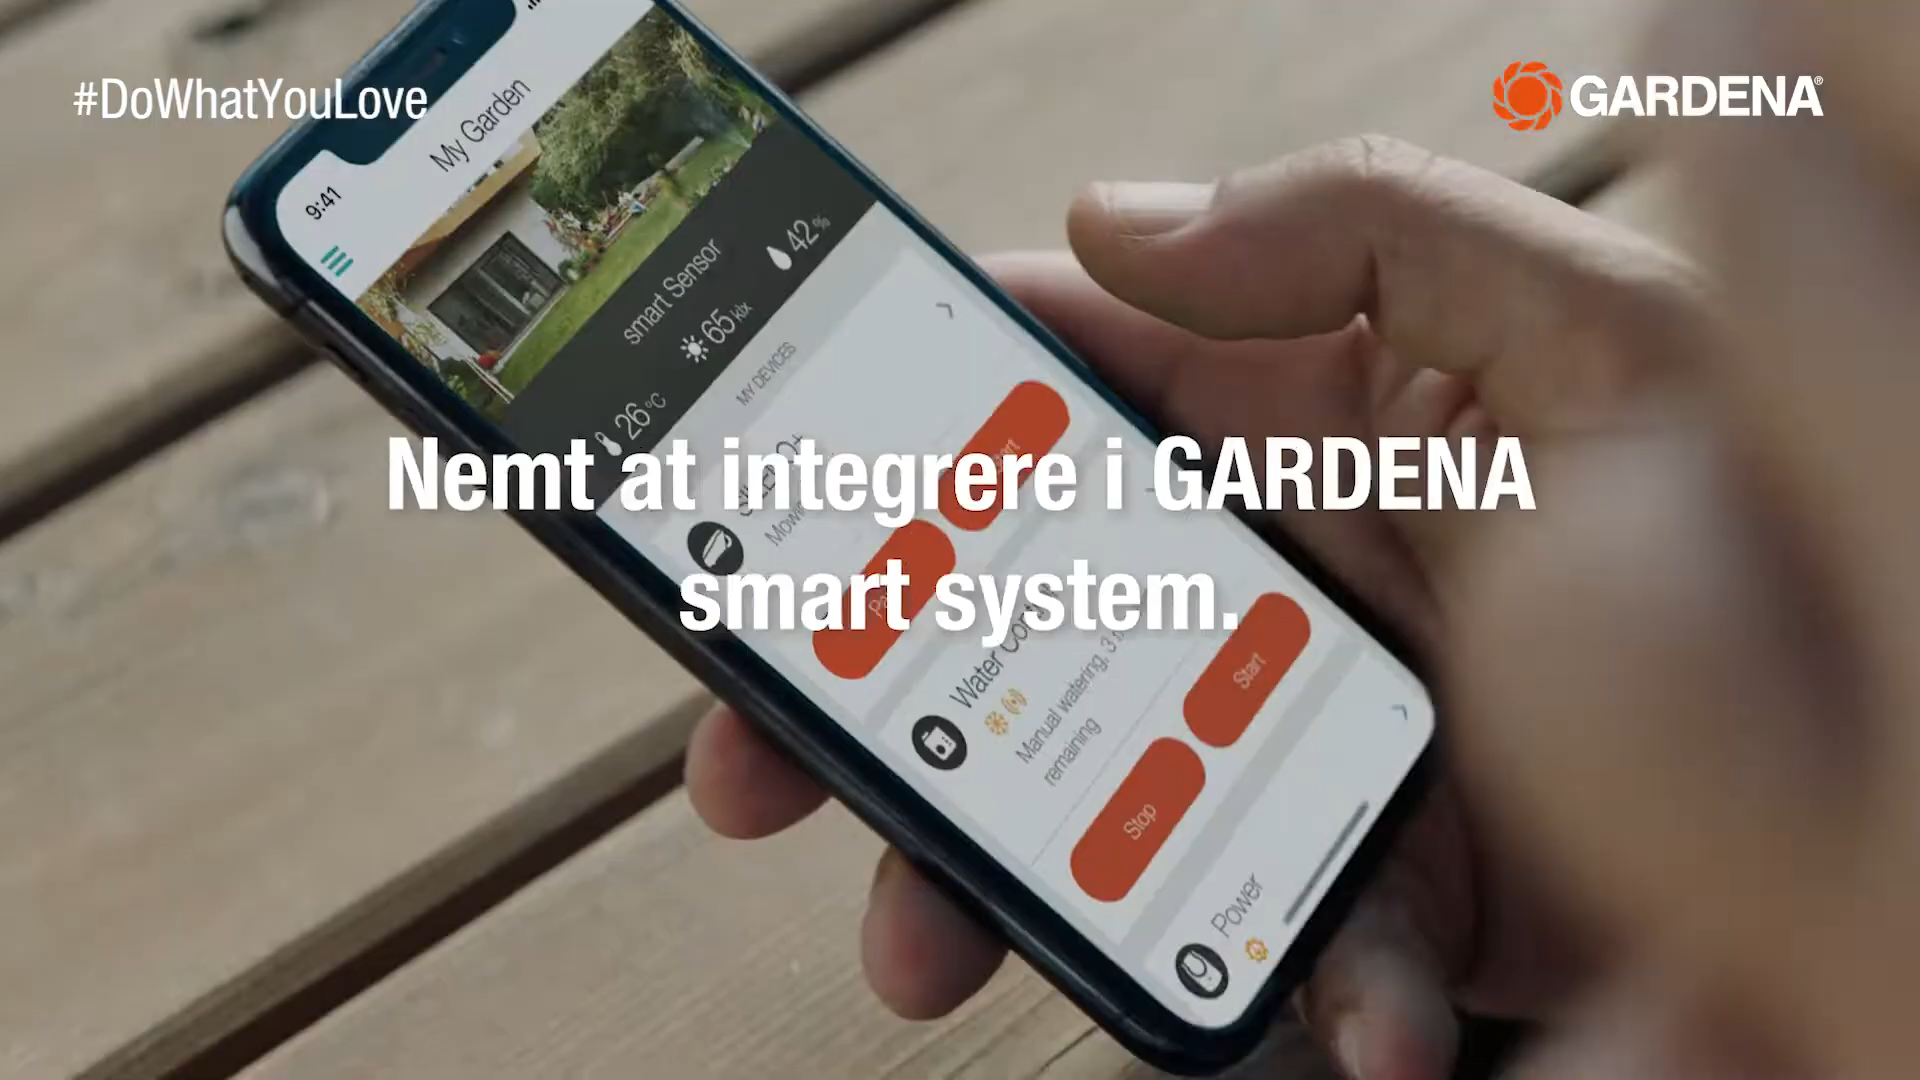 #DoWhatYouLove
GARDENA®
My Garden
9:41
smart Sensor
42%
65 klx
26°C
MY DEVICES
Nemt at integrere i GARDENA
smart system.
Water
Manual watering, 3
remaining
Start
Stop
Power